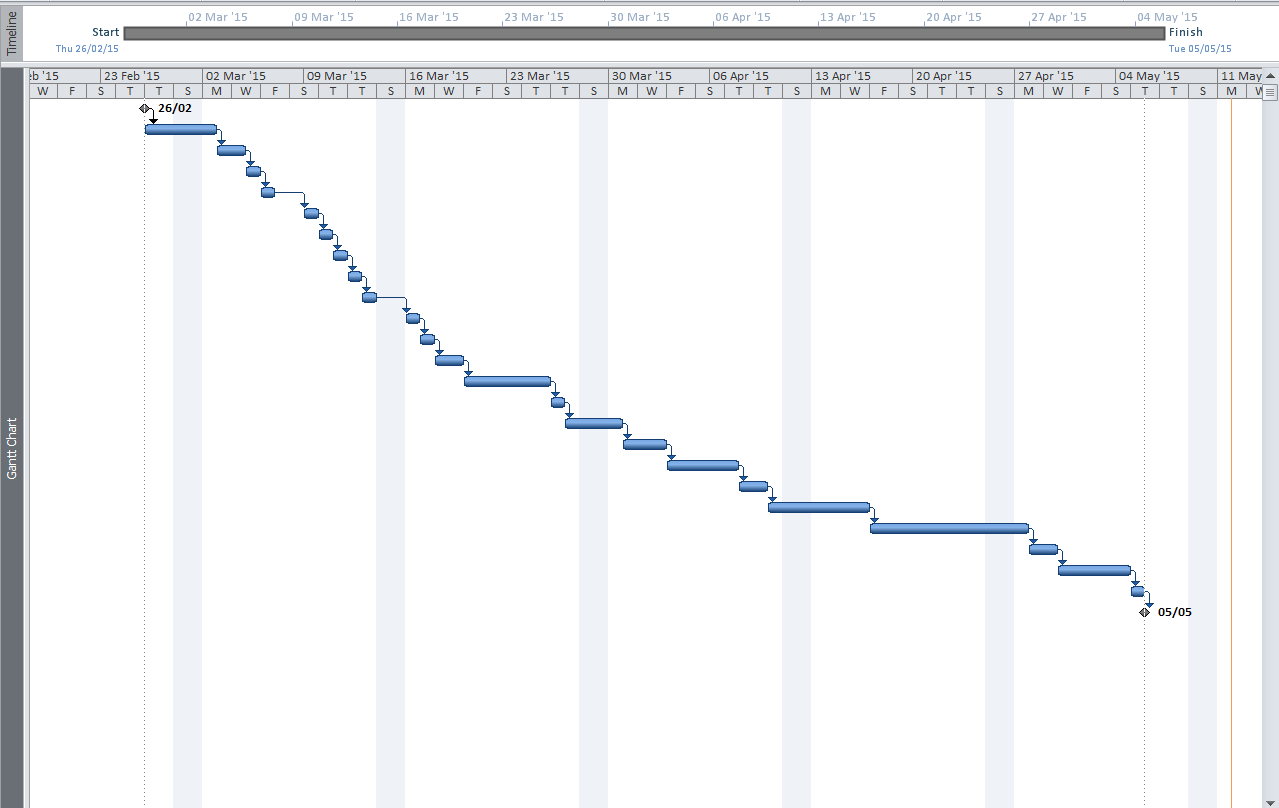 Timeline
02 Mar '15 09 Mar '15 16 Mar '15 23 Mar '15 30 Mar '15 06 Apr '15 13 Apr '15 20 Apr '15 27 Apr '15 04 May '15
Start Finish
Thu 26/02/15 Tue 05/05/15
Gantt Chart
eb '15 23 Feb '15 02 Mar '15 09 Mar '15 16 Mar '15 23 Mar '15 30 Mar '15 06 Apr '15 13 Apr '15 20 Apr '15 27 Apr '15 04 May '15 11 May
W F S T T S M W F S T T S M W F S T T S M W F S T T S M W F S T T S M W F S T T S M W
26/02
05/05